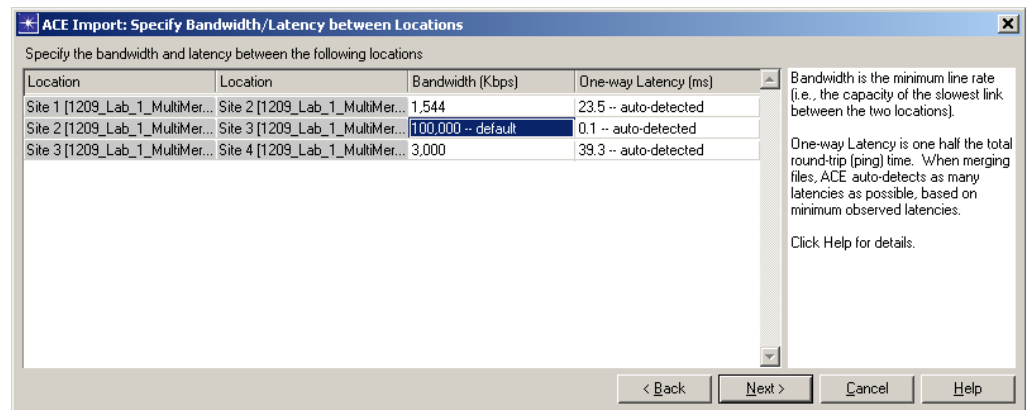 ACE Import: Specify Bandwidth/Latency between Locations
Specify the bandwidth and latency between the following locations
Location Location Bandwidth (Kbps) One-way Latency (ms)
Site 1 [1209_Lab_1_MultiMer... Site 2 [1209_Lab_1_MultiMer... 1,544 23.5 -- auto-detected
Site 2 [1209_Lab_1_MultiMer... Site 3 [1209_Lab_1_MultiMer... 100,000 -- default 0.1 -- auto-detected
Site 3 [1209_Lab_1_MultiMer... Site 4 [1209_Lab_1_MultiMer... 3,000 39.3 -- auto-detected
Bandwidth is the minimum line rate
(i.e., the capacity of the slowest link
between the two locations).
One-way Latency is one half the total
round-trip (ping) time. When merging
files, ACE auto-detects as many
latencies as possible, based on
minimum observed latencies.
Click Help for details.
< Back Next > Cancel Help